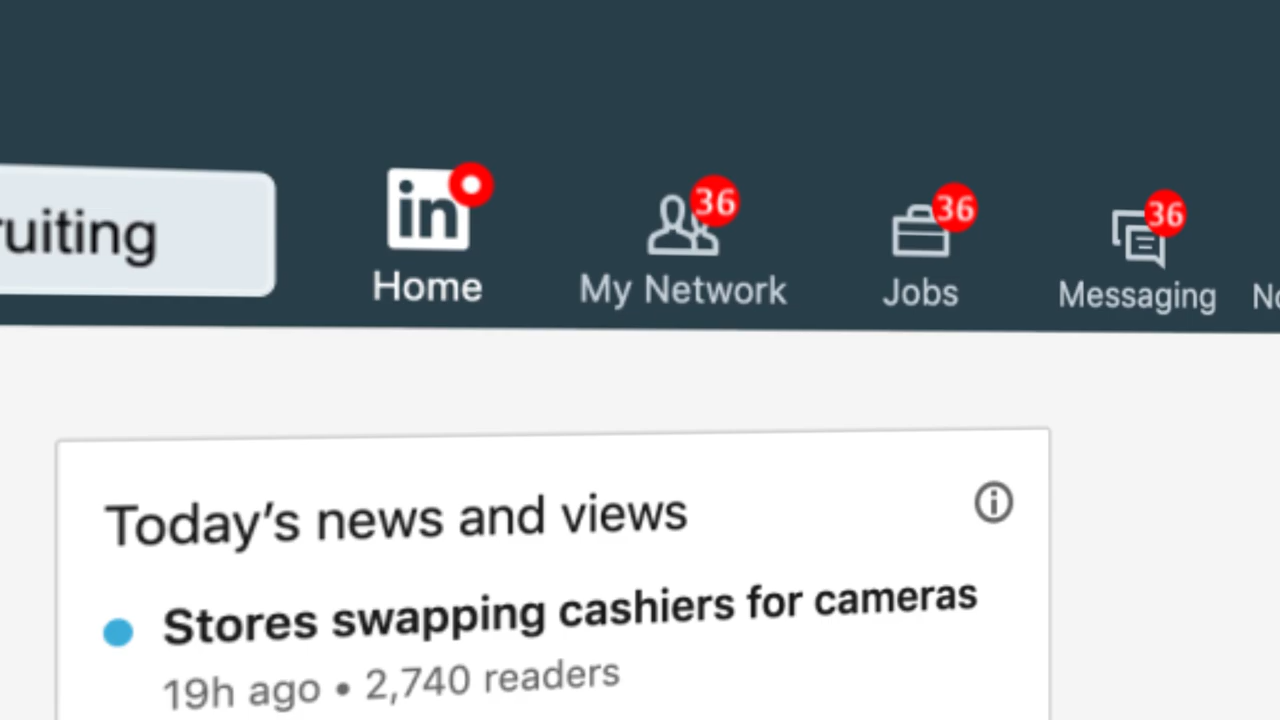 ruiting
in
36
36
36
Home
My Network
Jobs
Messaging
No
Today’s news and views
Stores swapping cashiers for cameras
19h ago • 2,740 readers